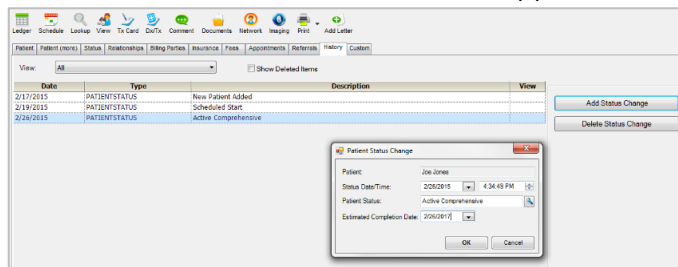 Ledger Schedule Lookup View Tx Card Dx/Tx Comment Documents Network Imaging Print Add Letter
Patient Patient (more) Status Relationships Billing Parties Insurance Fees Appointments Referrals History Custom
View: All Show Deleted Items
Date Type Description View
2/17/2015 PATIENTSTATUS New Patient Added
2/19/2015 PATIENTSTATUS Scheduled Start
2/26/2015 PATIENTSTATUS Active Comprehensive
Add Status Change
Delete Status Change
Patient Status Change
Patient: Joe Jones
Status Date/Time: 2/26/2015 4:34:49 PM
Patient Status: Active Comprehensive
Estimated Completion Date: 2/26/2017
OK Cancel